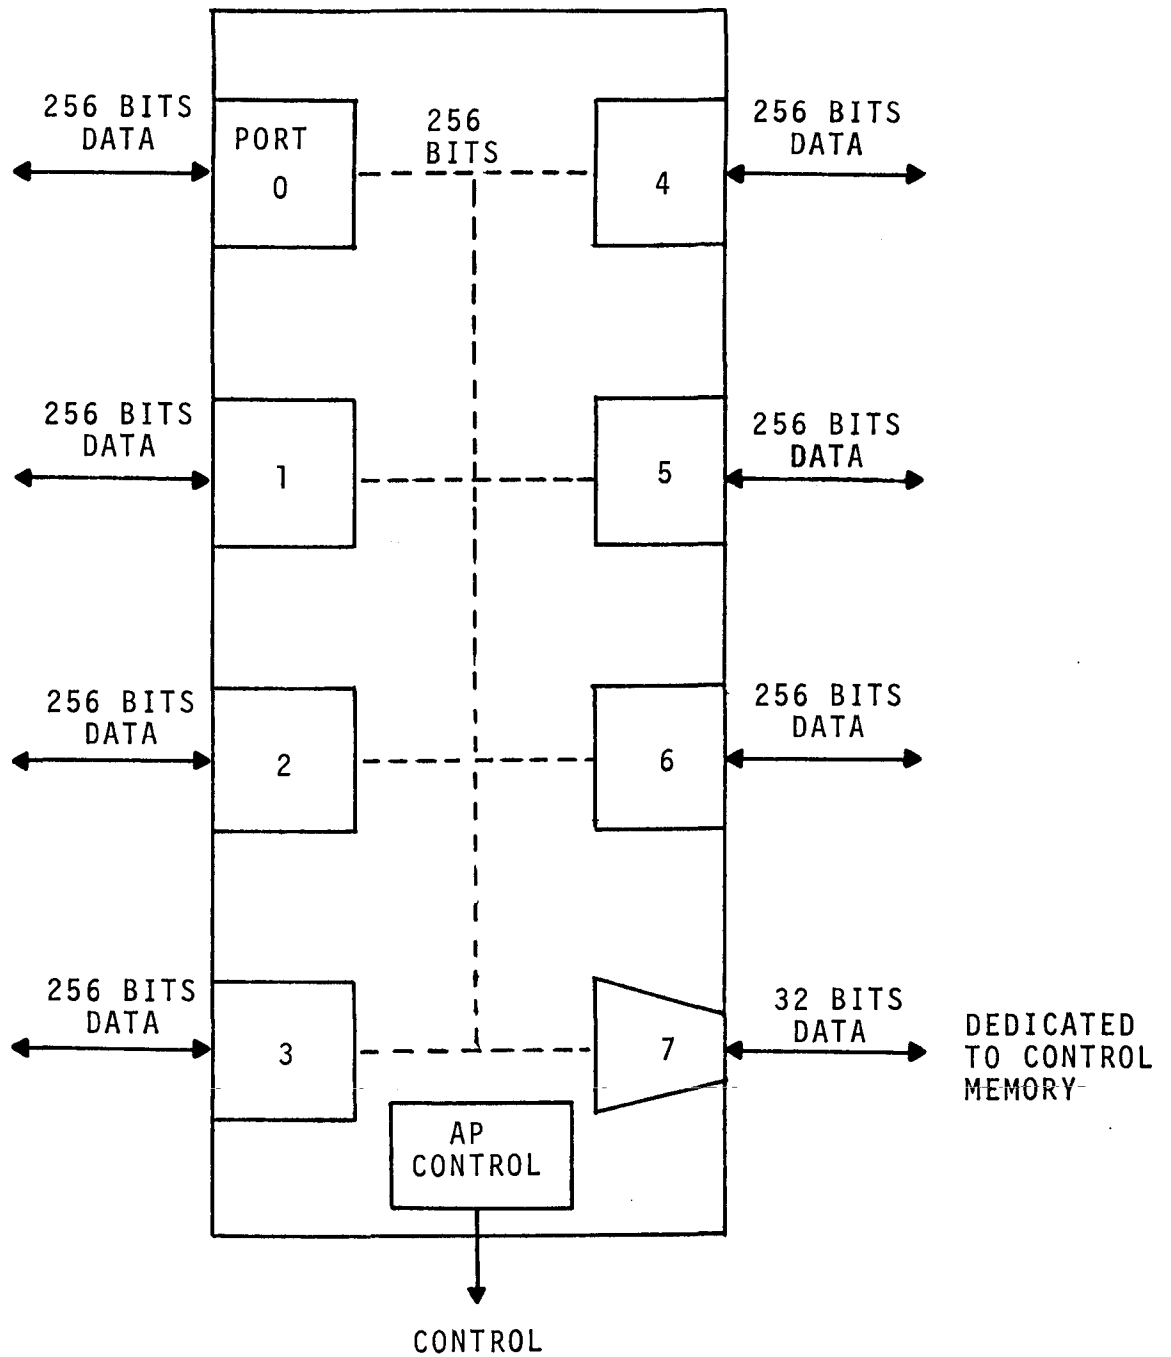 256 BITS
DATA
PORT
0
256
BITS
4
256 BITS
DATA
256 BITS
DATA
1
5
256 BITS
DATA
256 BITS
DATA
2
6
256 BITS
DATA
256 BITS
DATA
3
7
32 BITS
DATA
DEDICATED
TO CONTROL
MEMORY
AP
CONTROL
CONTROL